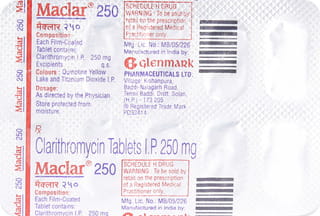 Maclar® 250
मैक्लार २५०
Composition:
Each Film-Coated
Tablet contains:
Clarithromycin I.P. 250 mg
Excipients q.s.
Colours : Quinoline Yellow
Lake and Titanium Dioxide I.P.
Dosage:
As directed by the Physician
Store protected from
moisture.
SCHEDULE H DRUG
WARNING : To be sold by
retail on the prescription
of a Registered Medical
Practitioner only.
Mfg. Lic. No.: MB/05/226
Manufactured in India by:
Glenmark
PHARMACEUTICALS LTD.
Village: Kishanpura,
Baddi-Nalagarh Road,
Tehsil Baddi, Distt. Solan,
(H.P.) - 173 205
® Registered Trade Mark
Maclar 250
Rx
Clarithromycin Tablets I.P. 250 mg
Maclar® 250
मैक्लार २५०
Composition:
Each Film-Coated
Tablet contains:
Clarithromycin I.P. 250 mg
SCHEDULE H DRUG
WARNING : To be sold by
retail on the prescription
of a Registered Medical
Practitioner only.
Mfg. Lic. No.: MB/05/226
Manufactured in India by:
Glenmark